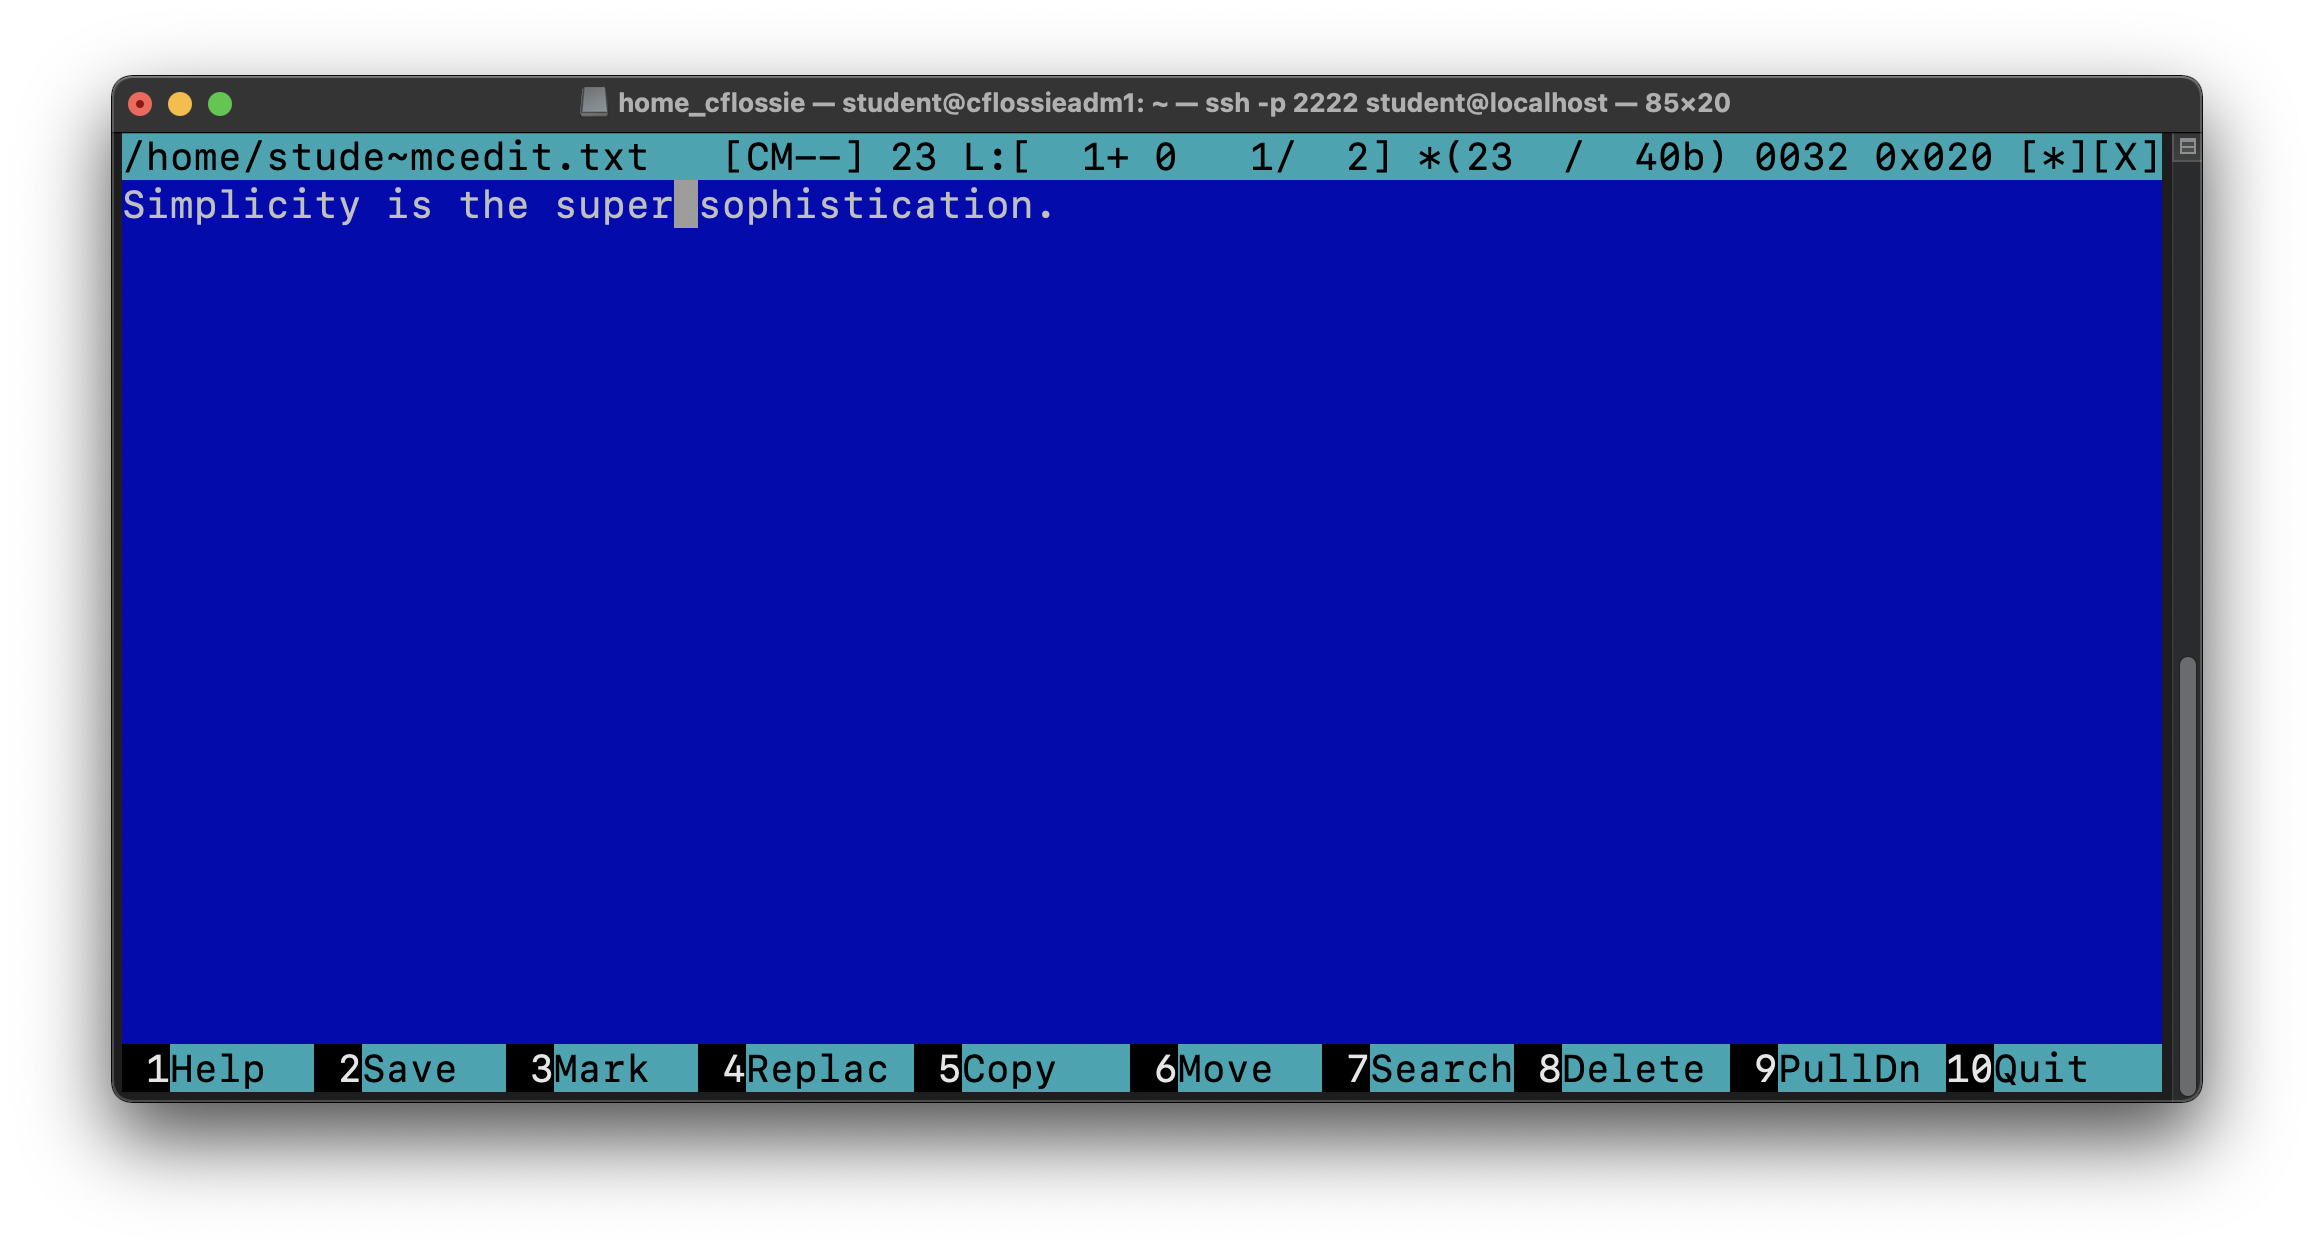 home_cflossie — student@cflossieadm1: ~ — ssh -p 2222 student@localhost — 85×20
/home/stude~mcedit.txt   [CM--] 23 L:[  1+ 0   1/  2] *(23  /  40b) 0032 0x020 [*][X]
Simplicity is the super sophistication.
1Help 2Save 3Mark 4Replac 5Copy 6Move 7Search 8Delete 9PullDn 10Quit